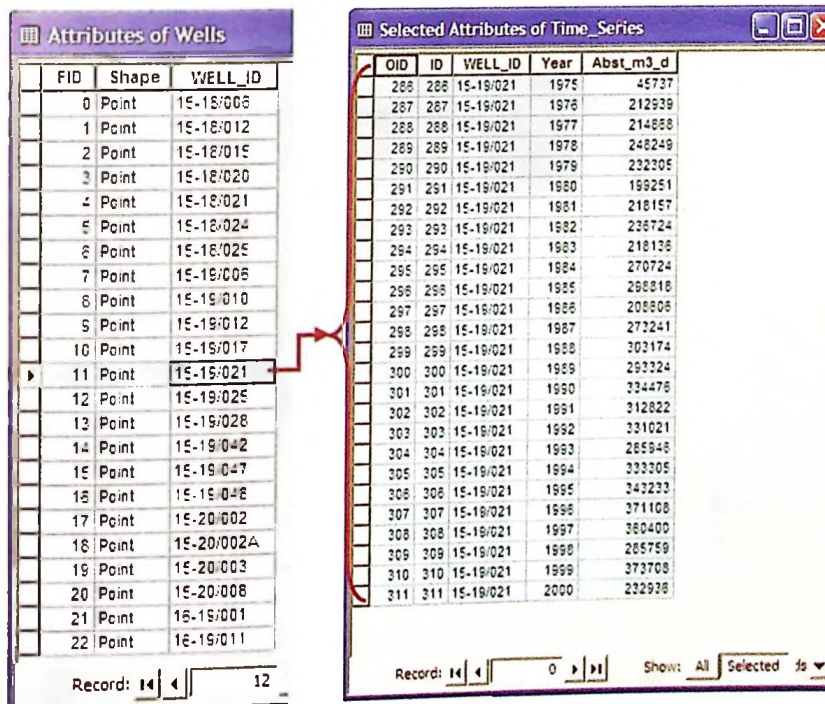 Attributes of Wells
FID Shape WELL_ID
0 Point 15-18/006
1 Point 15-18/012
2 Point 15-18/015
3 Point 15-18/020
4 Point 15-18/021
5 Point 15-18/024
6 Point 15-18/025
7 Point 15-19/006
8 Point 15-19/010
9 Point 15-19/012
10 Point 15-19/017
11 Point 15-19/021
12 Point 15-19/025
13 Point 15-19/028
14 Point 15-19/042
15 Point 15-19/047
16 Point 15-19/048
17 Point 15-20/002
18 Point 15-20/002A
19 Point 15-20/003
20 Point 15-20/008
21 Point 16-19/001
22 Point 16-19/011
Record: 12
Selected Attributes of Time_Series
OID ID WELL_ID Year Abst_m3_d
286 286 15-19/021 1975 45737
287 287 15-19/021 1976 212939
288 288 15-19/021 1977 214888
289 289 15-19/021 1978 248249
290 290 15-19/021 1979 232305
291 291 15-19/021 1980 199251
292 292 15-19/021 1981 218157
293 293 15-19/021 1982 236724
294 294 15-19/021 1983 218136
295 295 15-19/021 1984 270724
296 296 15-19/021 1985 298818
297 297 15-19/021 1986 208806
298 298 15-19/021 1987 273241
299 299 15-19/021 1988 303174
300 300 15-19/021 1989 293324
301 301 15-19/021 1990 334476
302 302 15-19/021 1991 312822
303 303 15-19/021 1992 331021
304 304 15-19/021 1993 285948
305 305 15-19/021 1994 333305
306 306 15-19/021 1995 343233
307 307 15-19/021 1996 371108
308 308 15-19/021 1997 360400
309 309 15-19/021 1998 285759
310 310 15-19/021 1999 373708
311 311 15-19/021 2000 232936
Record: 0 Show: All Selected ds